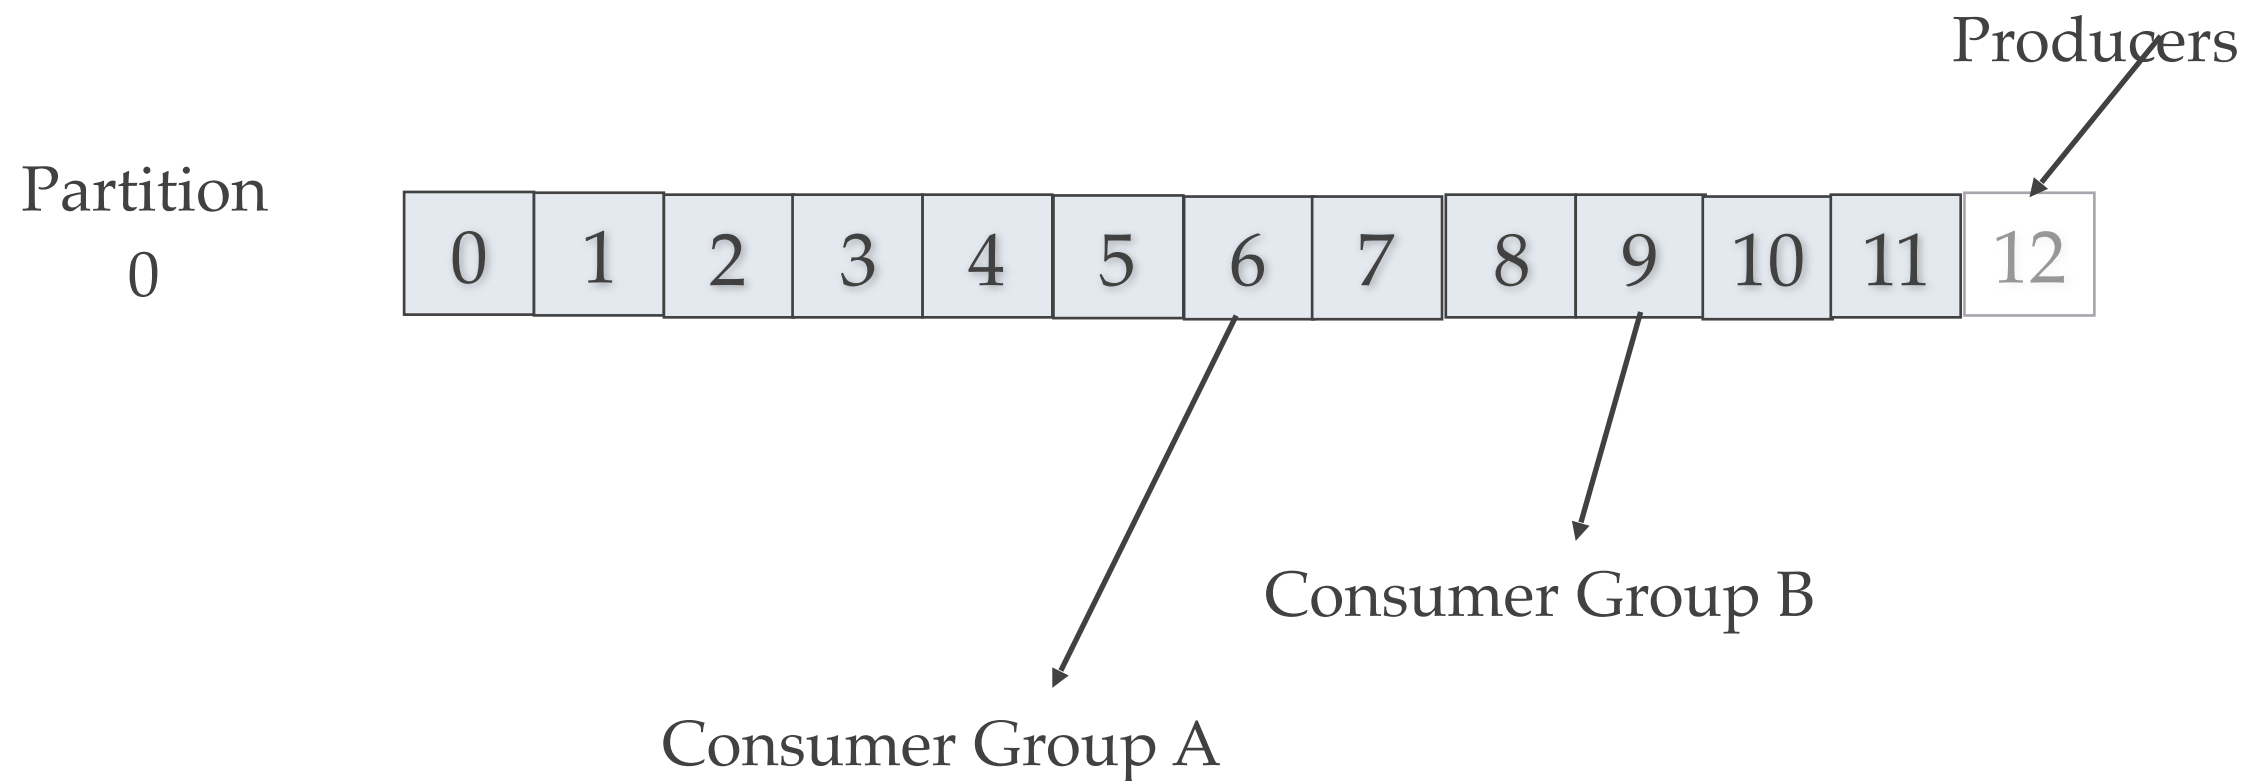 Producers
Partition
0
0 1 2 3 4 5 6 7 8 9 10 11 12
Consumer Group B
Consumer Group A